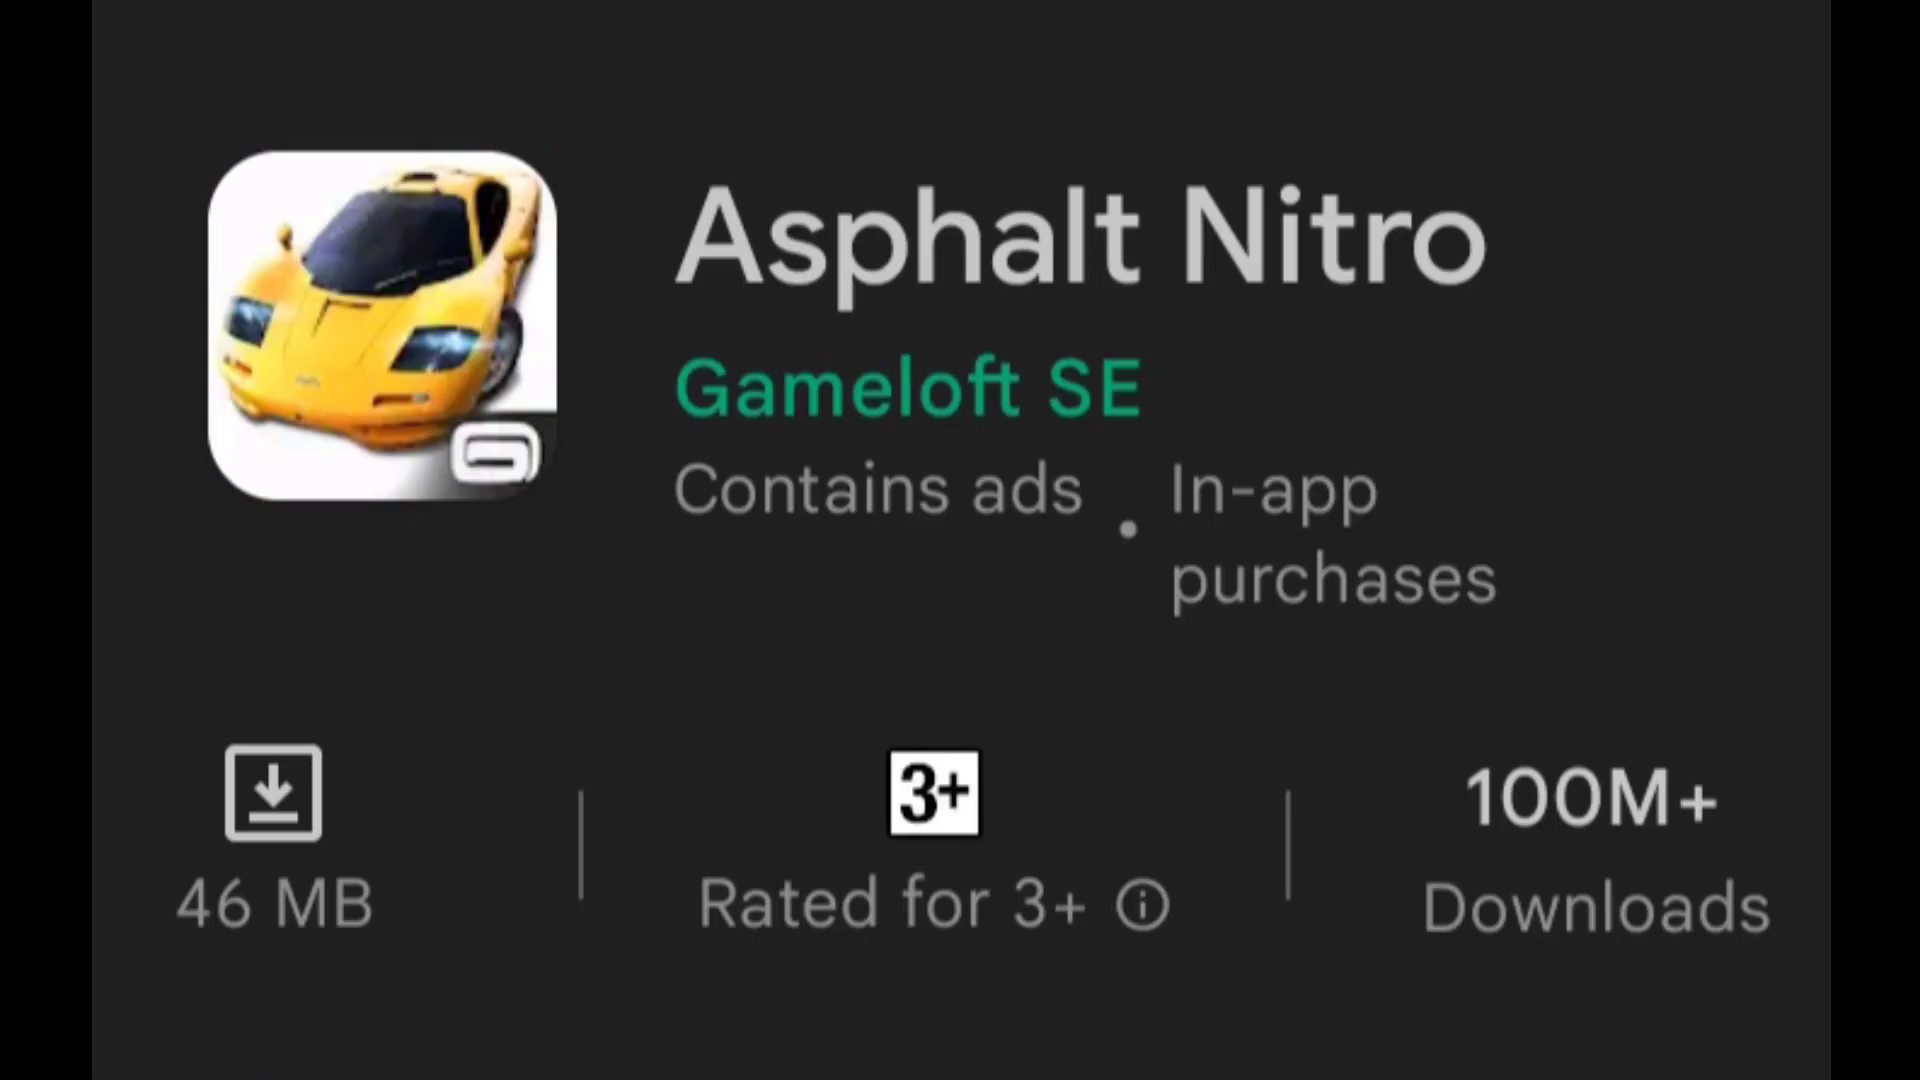 Asphalt Nitro
Gameloft SE
Contains ads • In-app
purchases
3+
100M+
46 MB
Rated for 3+
Downloads